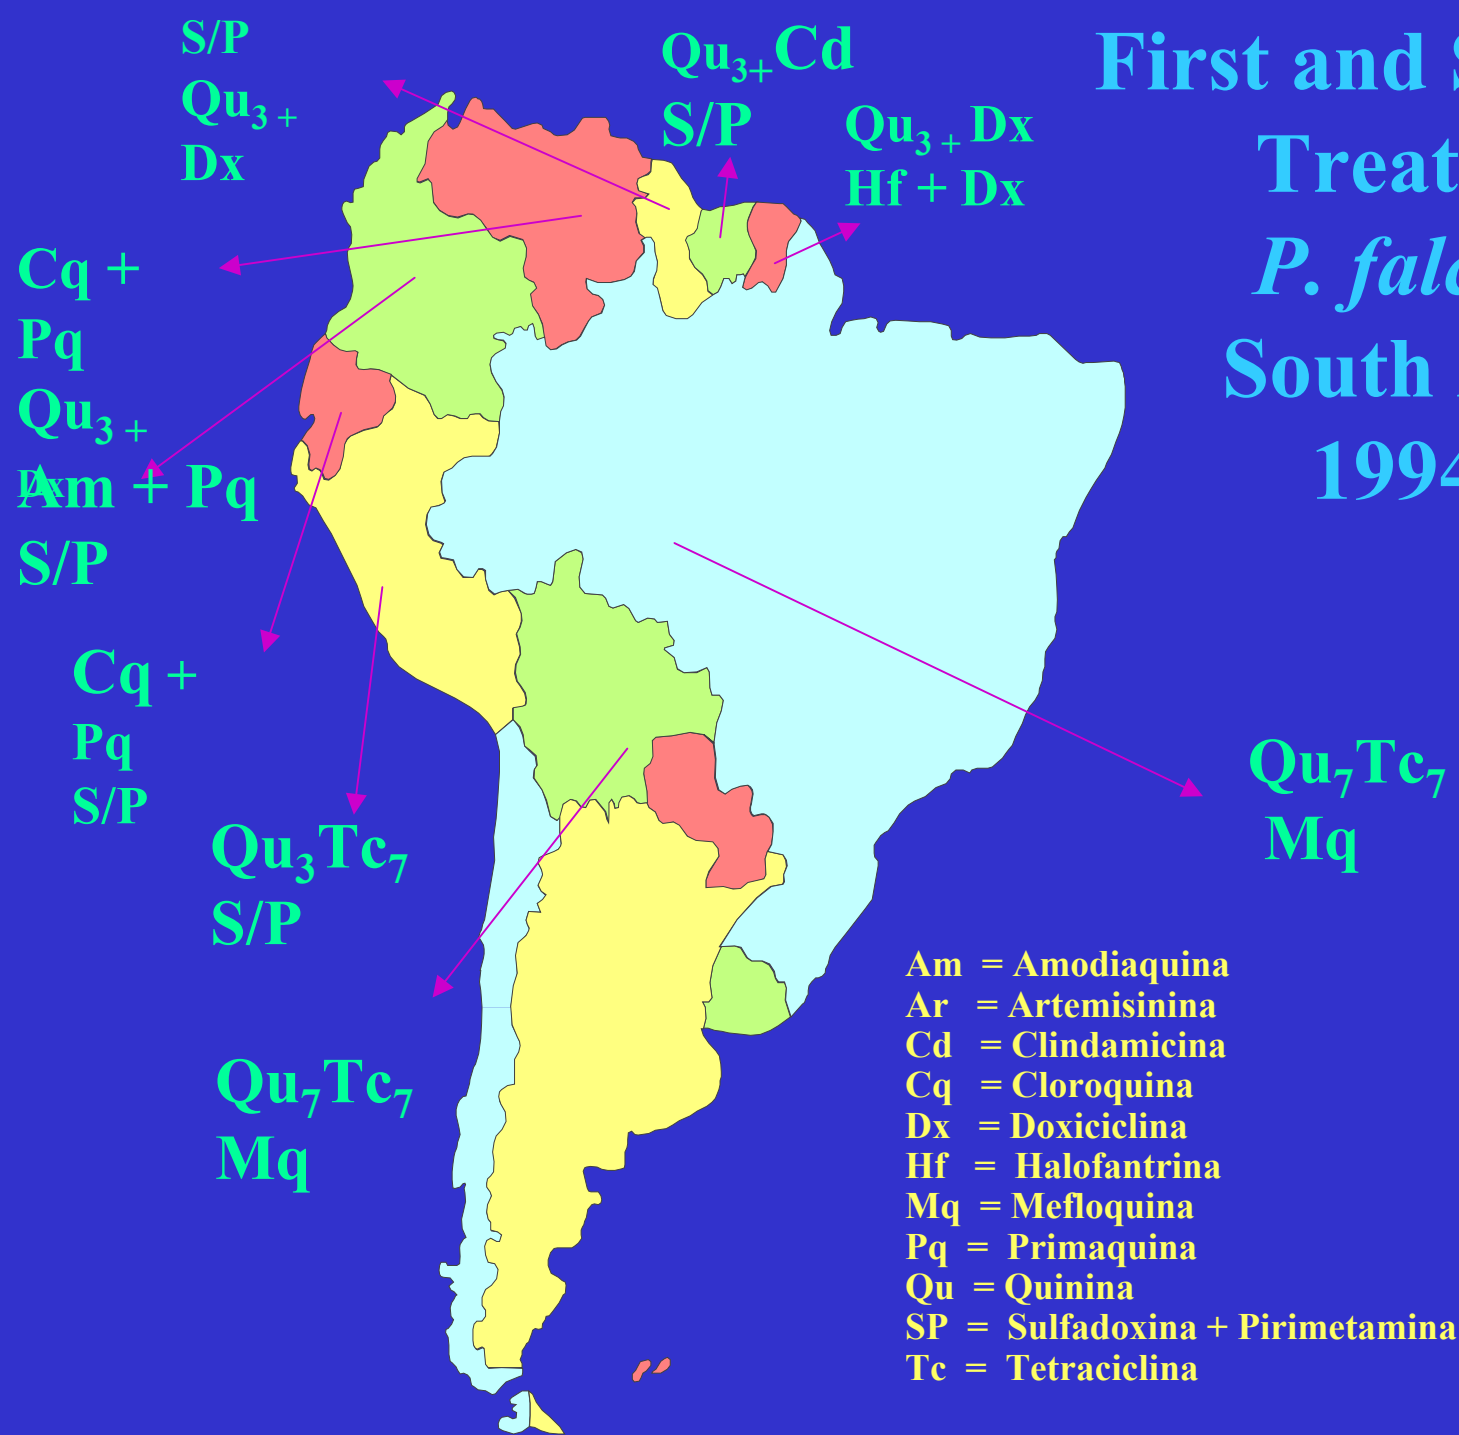 First and
Treat
P. falc
South
1994
S/P
Qu3 +
Dx
Qu3+Cd
S/P
Qu3 + Dx
Hf + Dx
Cq +
Pq
Qu3 +
Dx
Am + Pq
S/P
Cq +
Pq
S/P
Qu3Tc7
S/P
Qu7Tc7
Mq
Qu7Tc7
Mq
Am = Amodiaquina
Ar = Artemisinina
Cd = Clindamicina
Cq = Cloroquina
Dx = Doxiciclina
Hf = Halofantrina
Mq = Mefloquina
Pq = Primaquina
Qu = Quinina
SP = Sulfadoxina + Pirimetamina
Tc = Tetraciclina